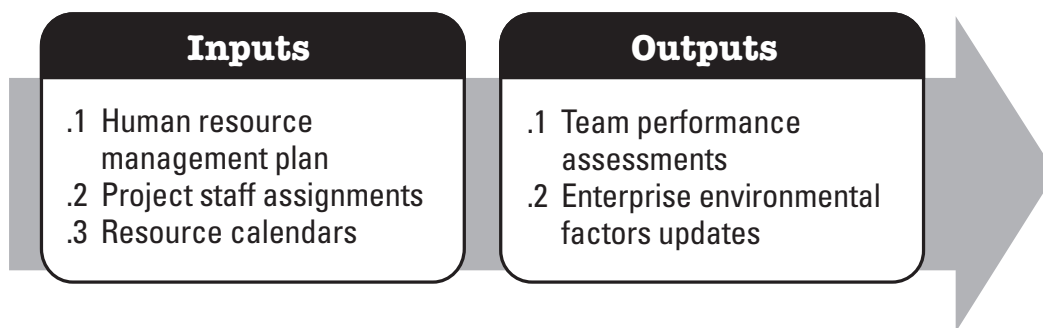 Inputs
.1 Human resource
management plan
.2 Project staff assignments
.3 Resource calendars
Outputs
.1 Team performance
assessments
.2 Enterprise environmental
factors updates